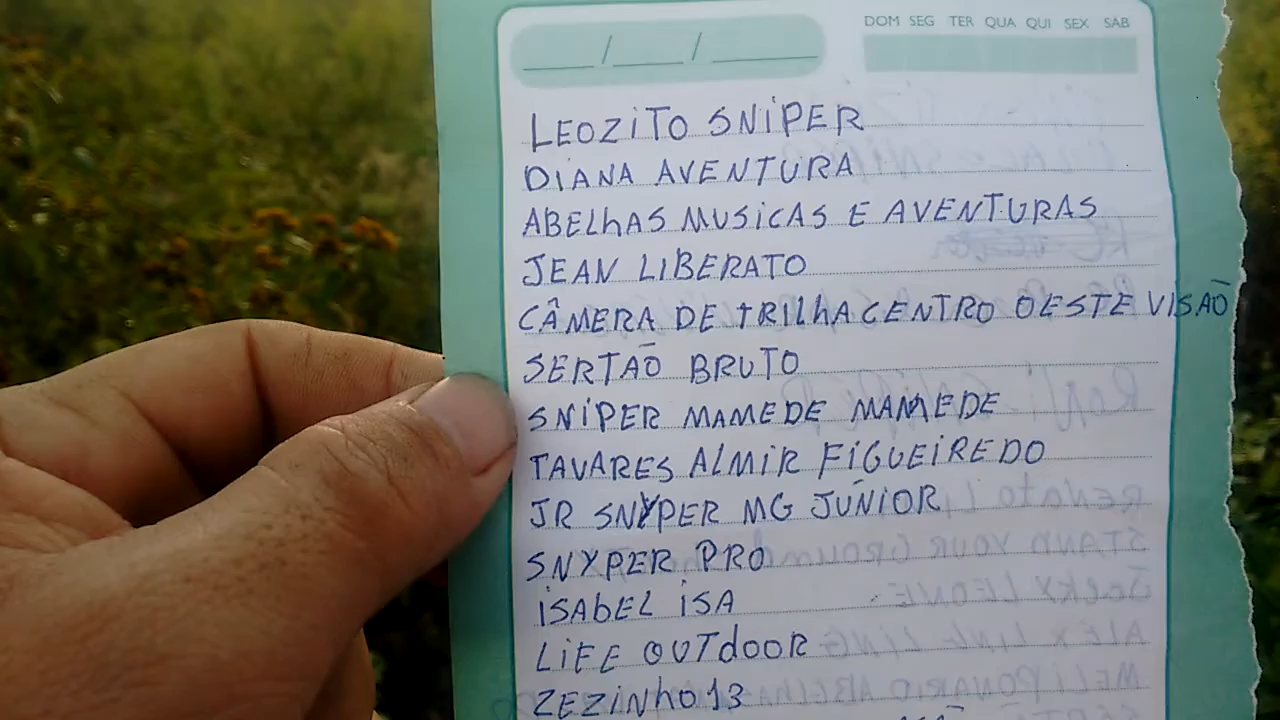 DOM SEG TER QUA QUI SEX SAB
LEOZITO SNIPER
DIANA AVENTURA
ABELHAS MUSICAS E AVENTURAS
JEAN LIBERATO
CÂMERA DE TRILHA CENTRO OESTE VISÃO
SERTÃO BRUTO
SNIPER MAMEDE MAMEDE
TAVARES ALMIR FIGUEIREDO
JR SNYPER MG JÚNIOR
SNYPER PRO
ISABEL ISA
LIFE OUTDOOR
ZEZINHO 13